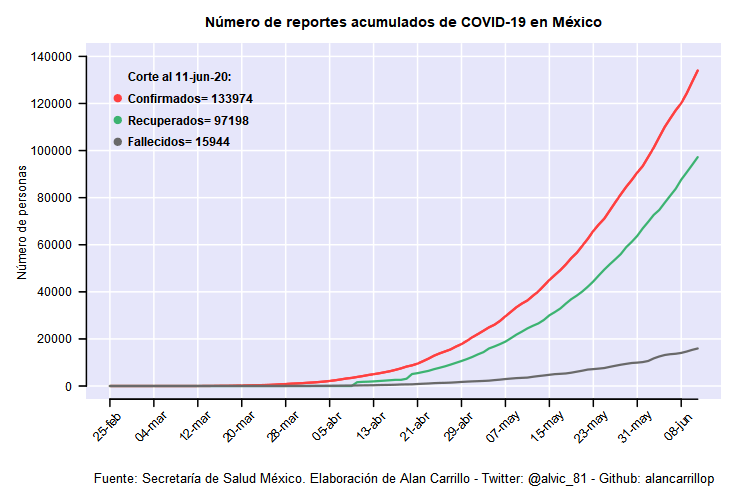 Número de reportes acumulados de COVID-19 en México
Corte al 11-jun-20:
Confirmados= 133974
Recuperados= 97198
Fallecidos= 15944
Número de personas
140000
120000
100000
80000
60000
40000
20000
0
25-feb
04-mar
12-mar
20-mar
28-mar
05-abr
13-abr
21-abr
29-abr
07-may
15-may
23-may
31-may
08-jun
Fuente: Secretaría de Salud México. Elaboración de Alan Carrillo - Twitter: @alvic_81 - Github: alancarrillop